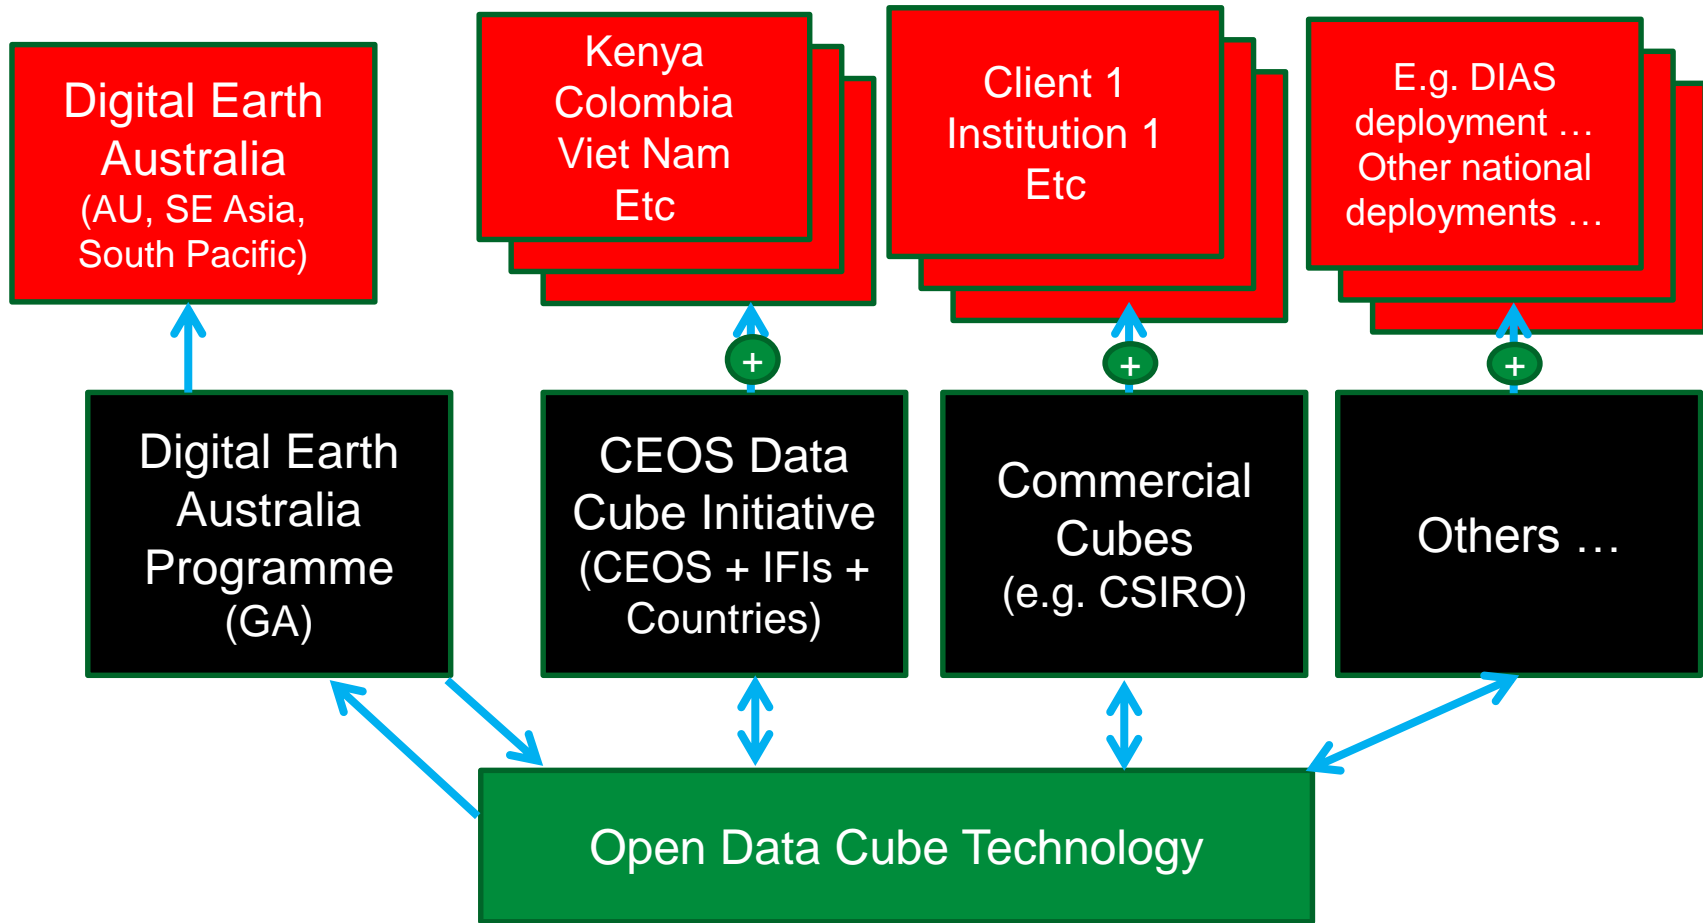 Digital Earth
Australia
(AU, SE Asia,
South Pacific)
Kenya
Colombia
Viet Nam
Etc
Client 1
Institution 1
Etc
E.g. DIAS
deployment …
Other national
deployments …
+
+
+
Digital Earth
Australia
Programme
(GA)
CEOS Data
Cube Initiative
(CEOS + IFIs +
Countries)
Commercial
Cubes
(e.g. CSIRO)
Others …
Open Data Cube Technology